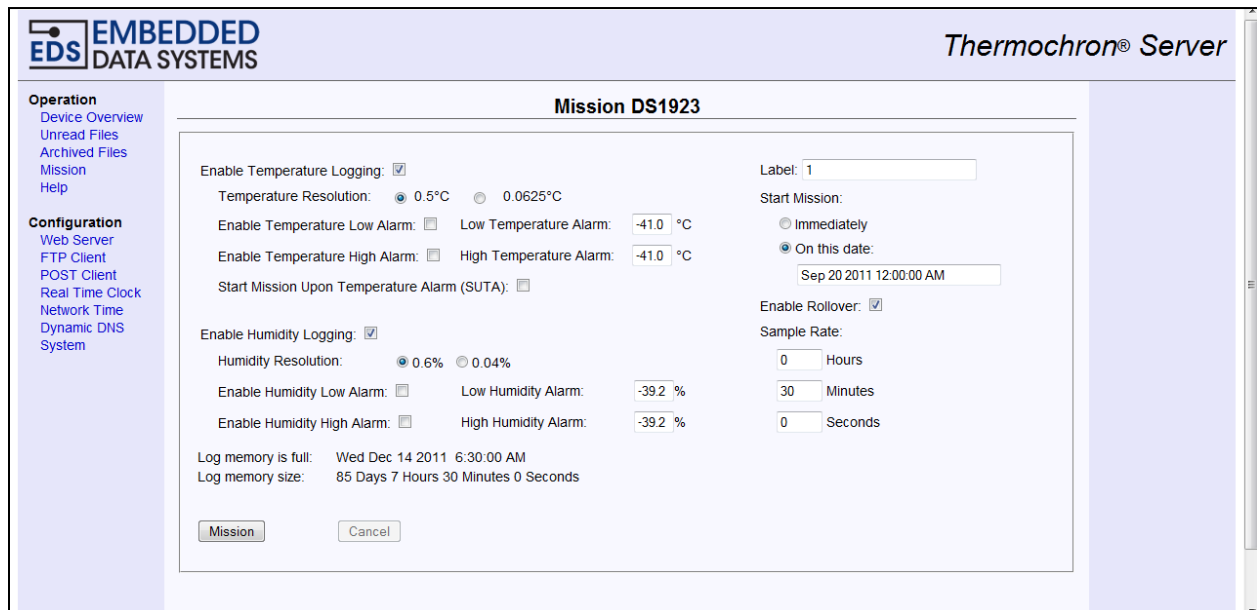 EDS EMBEDDED DATA SYSTEMS
Thermochron® Server
Operation
Device Overview
Unread Files
Archived Files
Mission
Help
Configuration
Web Server
FTP Client
POST Client
Real Time Clock
Network Time
Dynamic DNS
System
Mission DS1923
Enable Temperature Logging:
Temperature Resolution: 0.5°C 0.0625°C
Enable Temperature Low Alarm: Low Temperature Alarm: -41.0 °C
Enable Temperature High Alarm: High Temperature Alarm: -41.0 °C
Start Mission Upon Temperature Alarm (SUTA):
Enable Humidity Logging:
Humidity Resolution: 0.6% 0.04%
Enable Humidity Low Alarm: Low Humidity Alarm: -39.2 %
Enable Humidity High Alarm: High Humidity Alarm: -39.2 %
Log memory is full: Wed Dec 14 2011 6:30:00 AM
Log memory size: 85 Days 7 Hours 30 Minutes 0 Seconds
Mission Cancel
Label: 1
Start Mission:
Immediately
On this date:
Sep 20 2011 12:00:00 AM
Enable Rollover:
Sample Rate:
0 Hours
30 Minutes
0 Seconds